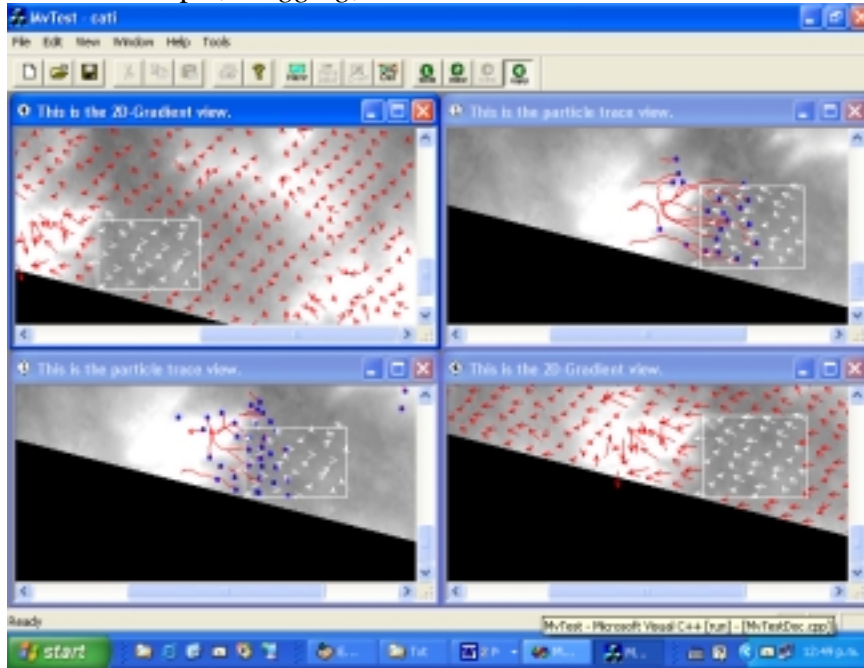 MvTest - cati
File Edit View Window Help Tools
This is the 2D-Gradient view.
This is the particle trace view.
This is the particle trace view.
This is the 2D-Gradient view.
Ready
MvTest - Microsoft Visual C++ [run] - [MvTestDoc.cpp]
start
12:49 p.m.